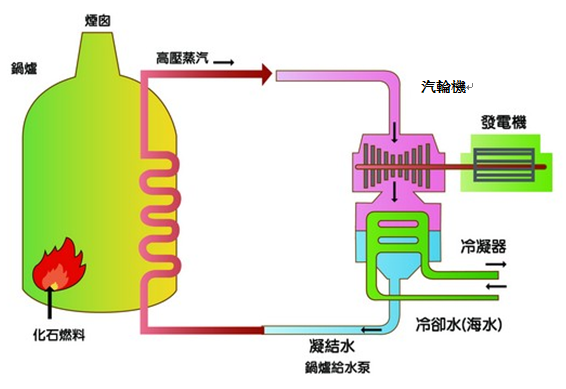 煙囪
鍋爐
高壓蒸汽
汽輪機
發電機
冷凝器
冷卻水(海水)
化石燃料
凝結水
鍋爐給水泵